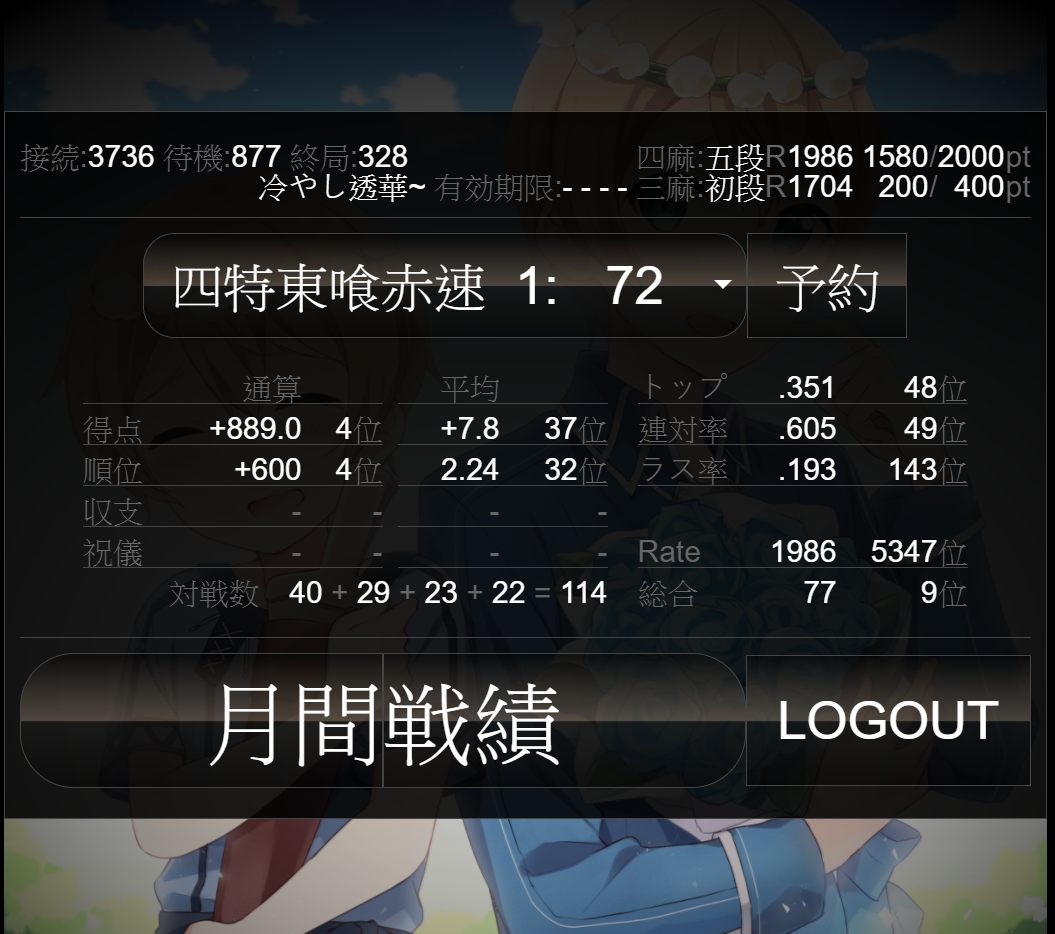 接続:3736 待機:877 終局:328 四麻:五段R1986 1580/2000pt
冷やし透華~ 有効期限:- - - - 三麻:初段R1704 200/ 400pt
四特東喰赤速 1: 72 予約
通算 平均 トップ .351 48位
得点 +889.0 4位 +7.8 37位 連対率 .605 49位
順位 +600 4位 2.24 32位 ラス率 .193 143位
収支 - - - -
祝儀 - - - - Rate 1986 5347位
対戦数 40 + 29 + 23 + 22 = 114 総合 77 9位
月間戦績 LOGOUT